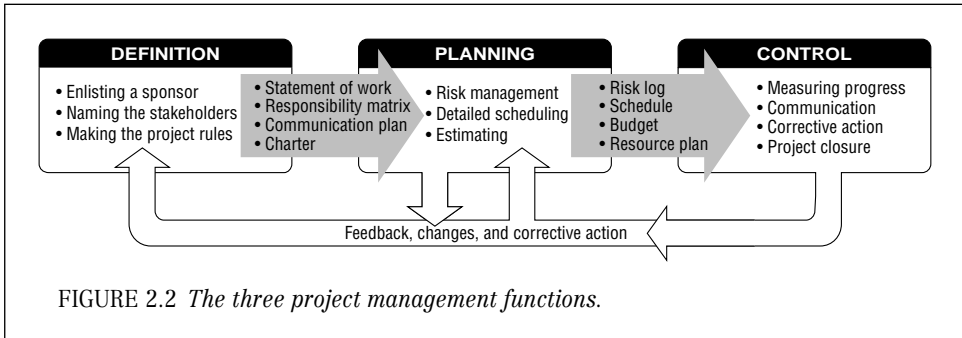 DEFINITION
• Enlisting a sponsor
• Naming the stakeholders
• Making the project rules
• Statement of work
• Responsibility matrix
• Communication plan
• Charter
PLANNING
• Risk management
• Detailed scheduling
• Estimating
• Risk log
• Schedule
• Budget
• Resource plan
CONTROL
• Measuring progress
• Communication
• Corrective action
• Project closure
Feedback, changes, and corrective action
FIGURE 2.2 The three project management functions.